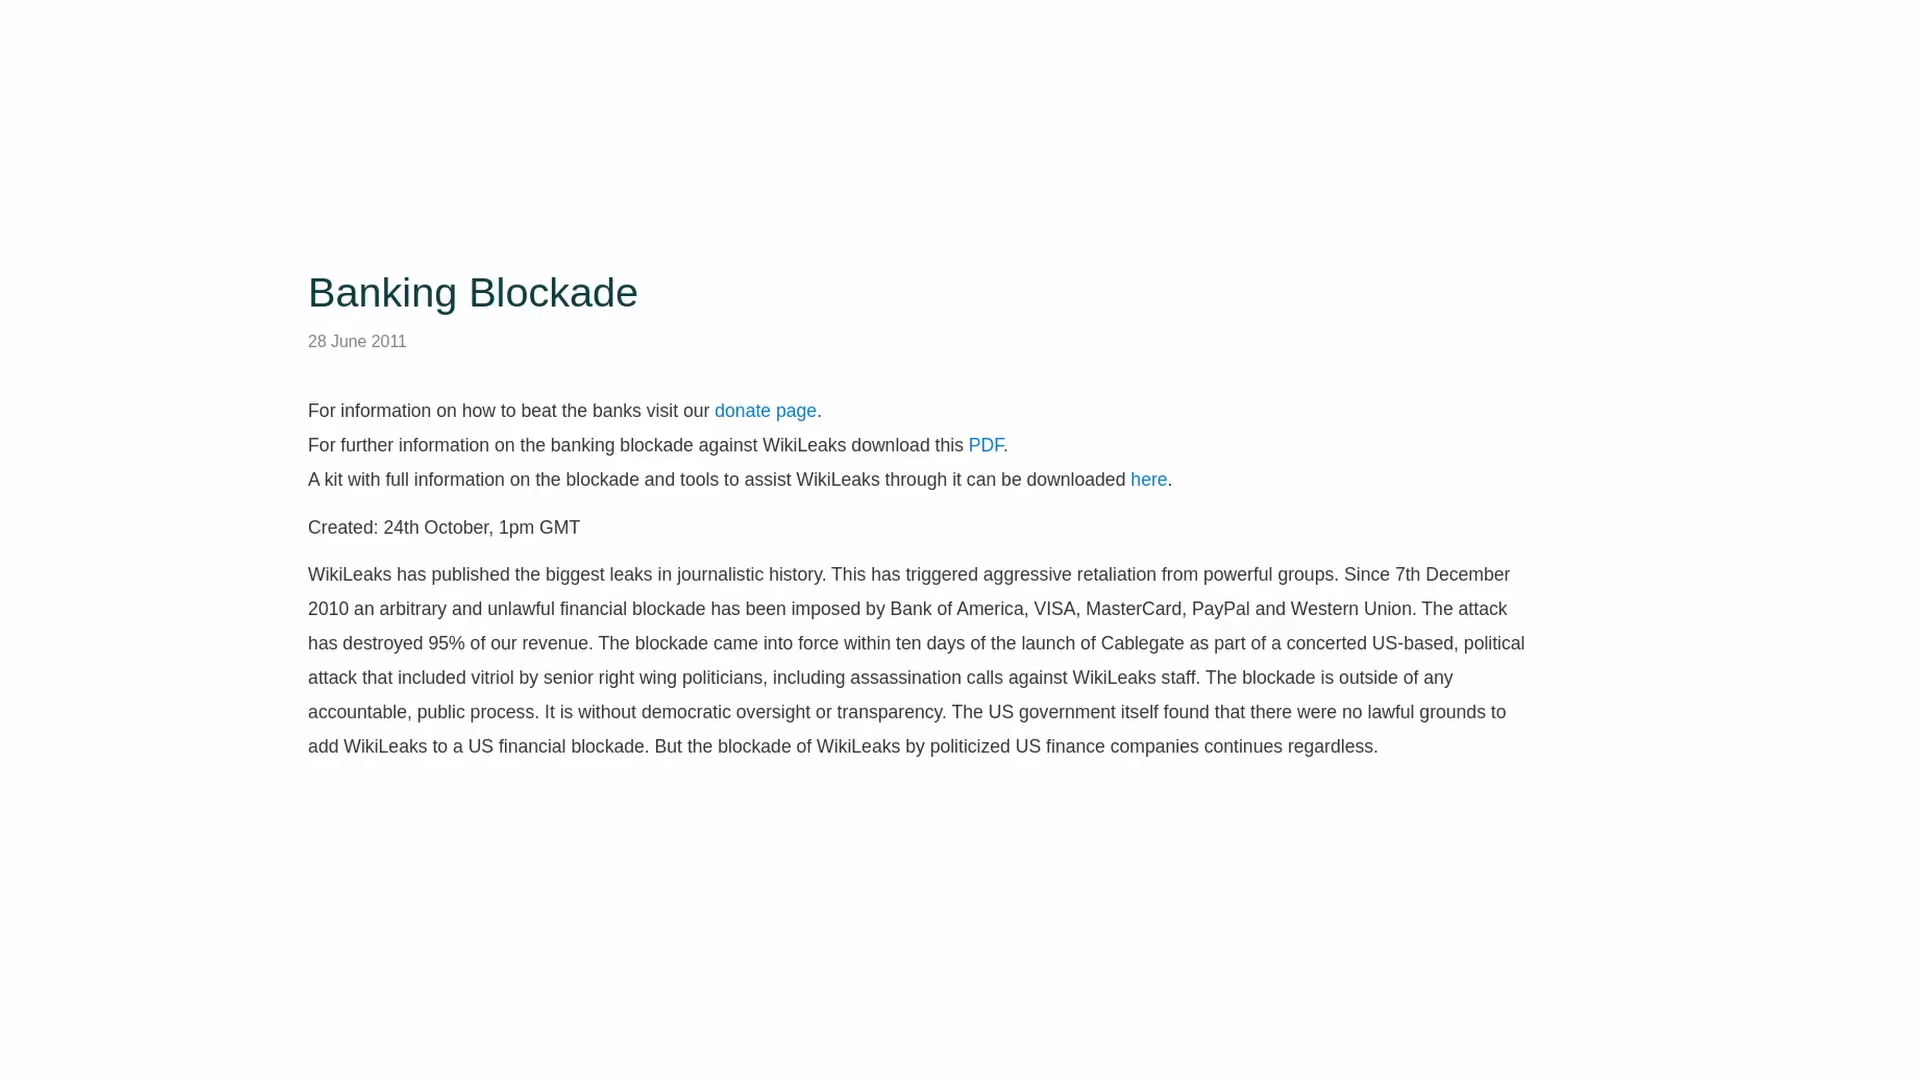 Banking Blockade
28 June 2011
For information on how to beat the banks visit our donate page.
For further information on the banking blockade against WikiLeaks download this PDF.
A kit with full information on the blockade and tools to assist WikiLeaks through it can be downloaded here.
Created: 24th October, 1pm GMT
WikiLeaks has published the biggest leaks in journalistic history. This has triggered aggressive retaliation from powerful groups. Since 7th December
2010 an arbitrary and unlawful financial blockade has been imposed by Bank of America, VISA, MasterCard, PayPal and Western Union. The attack
has destroyed 95% of our revenue. The blockade came into force within ten days of the launch of Cablegate as part of a concerted US-based, political
attack that included vitriol by senior right wing politicians, including assassination calls against WikiLeaks staff. The blockade is outside of any
accountable, public process. It is without democratic oversight or transparency. The US government itself found that there were no lawful grounds to
add WikiLeaks to a US financial blockade. But the blockade of WikiLeaks by politicized US finance companies continues regardless.